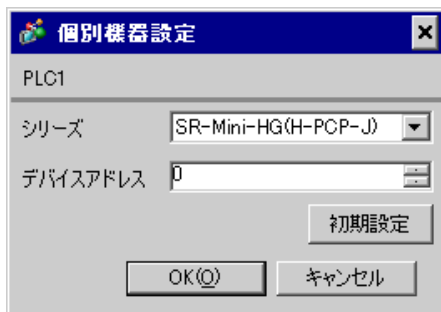 個別機器設定
PLC1
シリーズ SR-Mini-HG(H-PCP-J)
デバイスアドレス 0
初期設定
OK(O) キャンセル